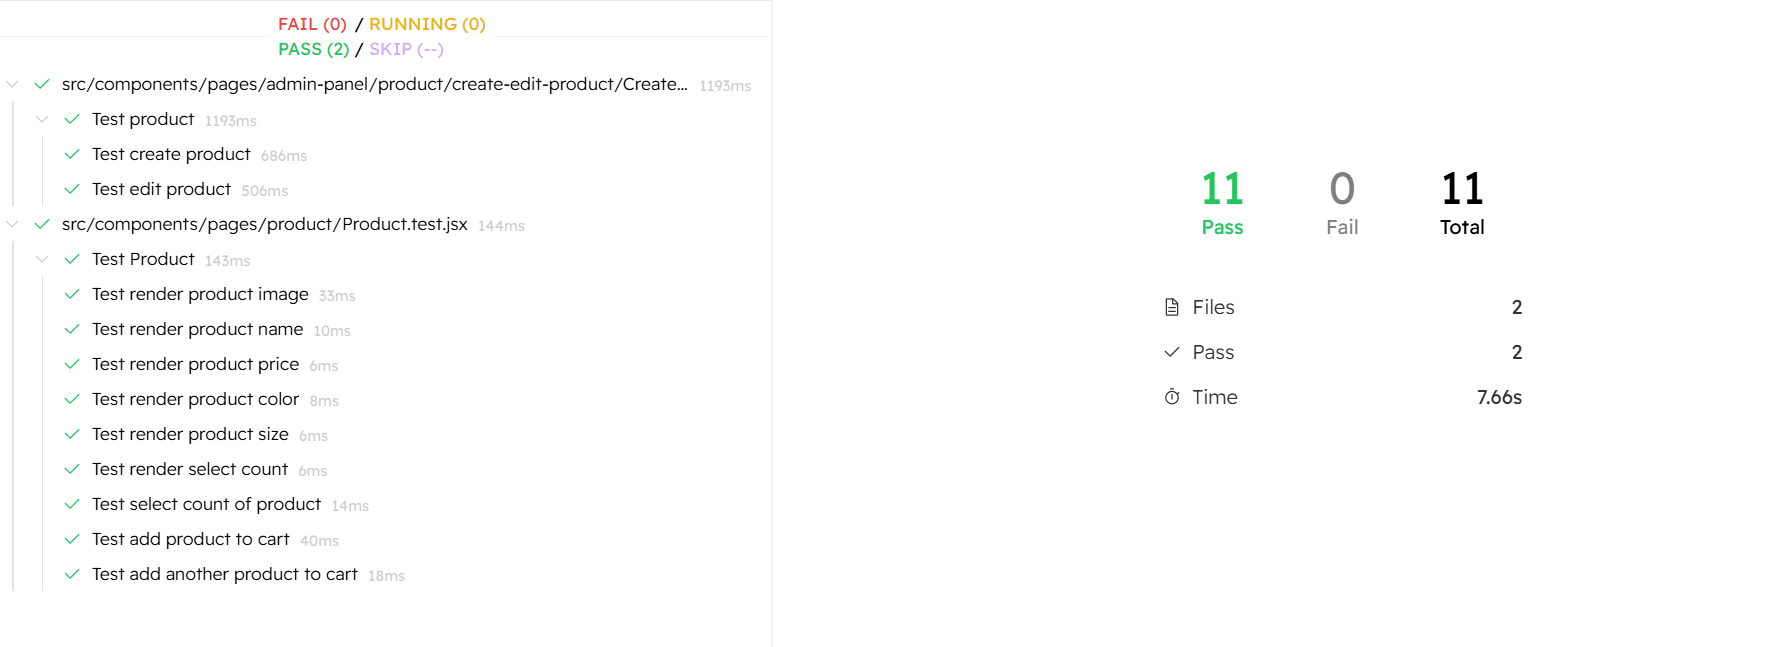 FAIL (0) / RUNNING (0)
PASS (2) / SKIP (--)
src/components/pages/admin-panel/product/create-edit-product/Create... 1193ms
Test product 1193ms
Test create product 686ms
Test edit product 506ms
src/components/pages/product/Product.test.jsx 144ms
Test Product 143ms
Test render product image 33ms
Test render product name 10ms
Test render product price 6ms
Test render product color 8ms
Test render product size 6ms
Test render select count 6ms
Test select count of product 14ms
Test add product to cart 40ms
Test add another product to cart 18ms
11 0 11
Pass Fail Total
Files 2
Pass 2
Time 7.66s